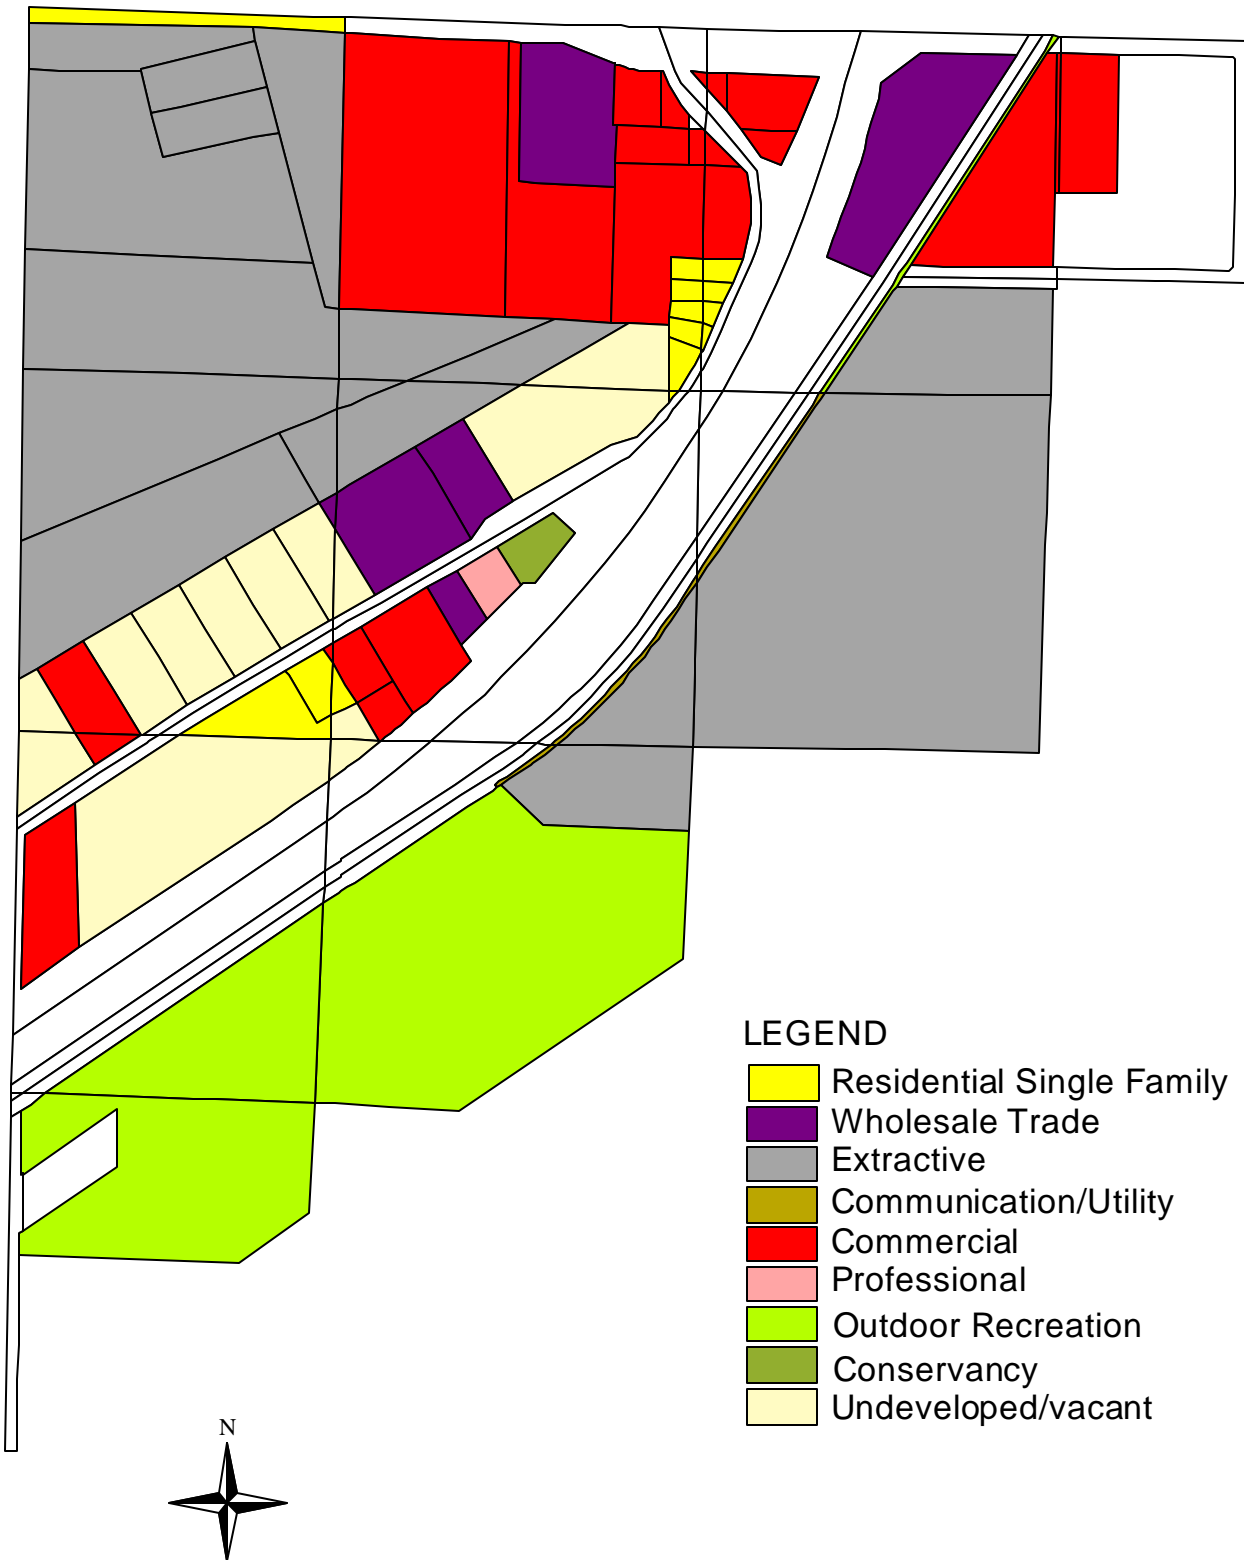 LEGEND
Residential Single Family
Wholesale Trade
Extractive
Communication/Utility
Commercial
Professional
Outdoor Recreation
Conservancy
Undeveloped/vacant
N